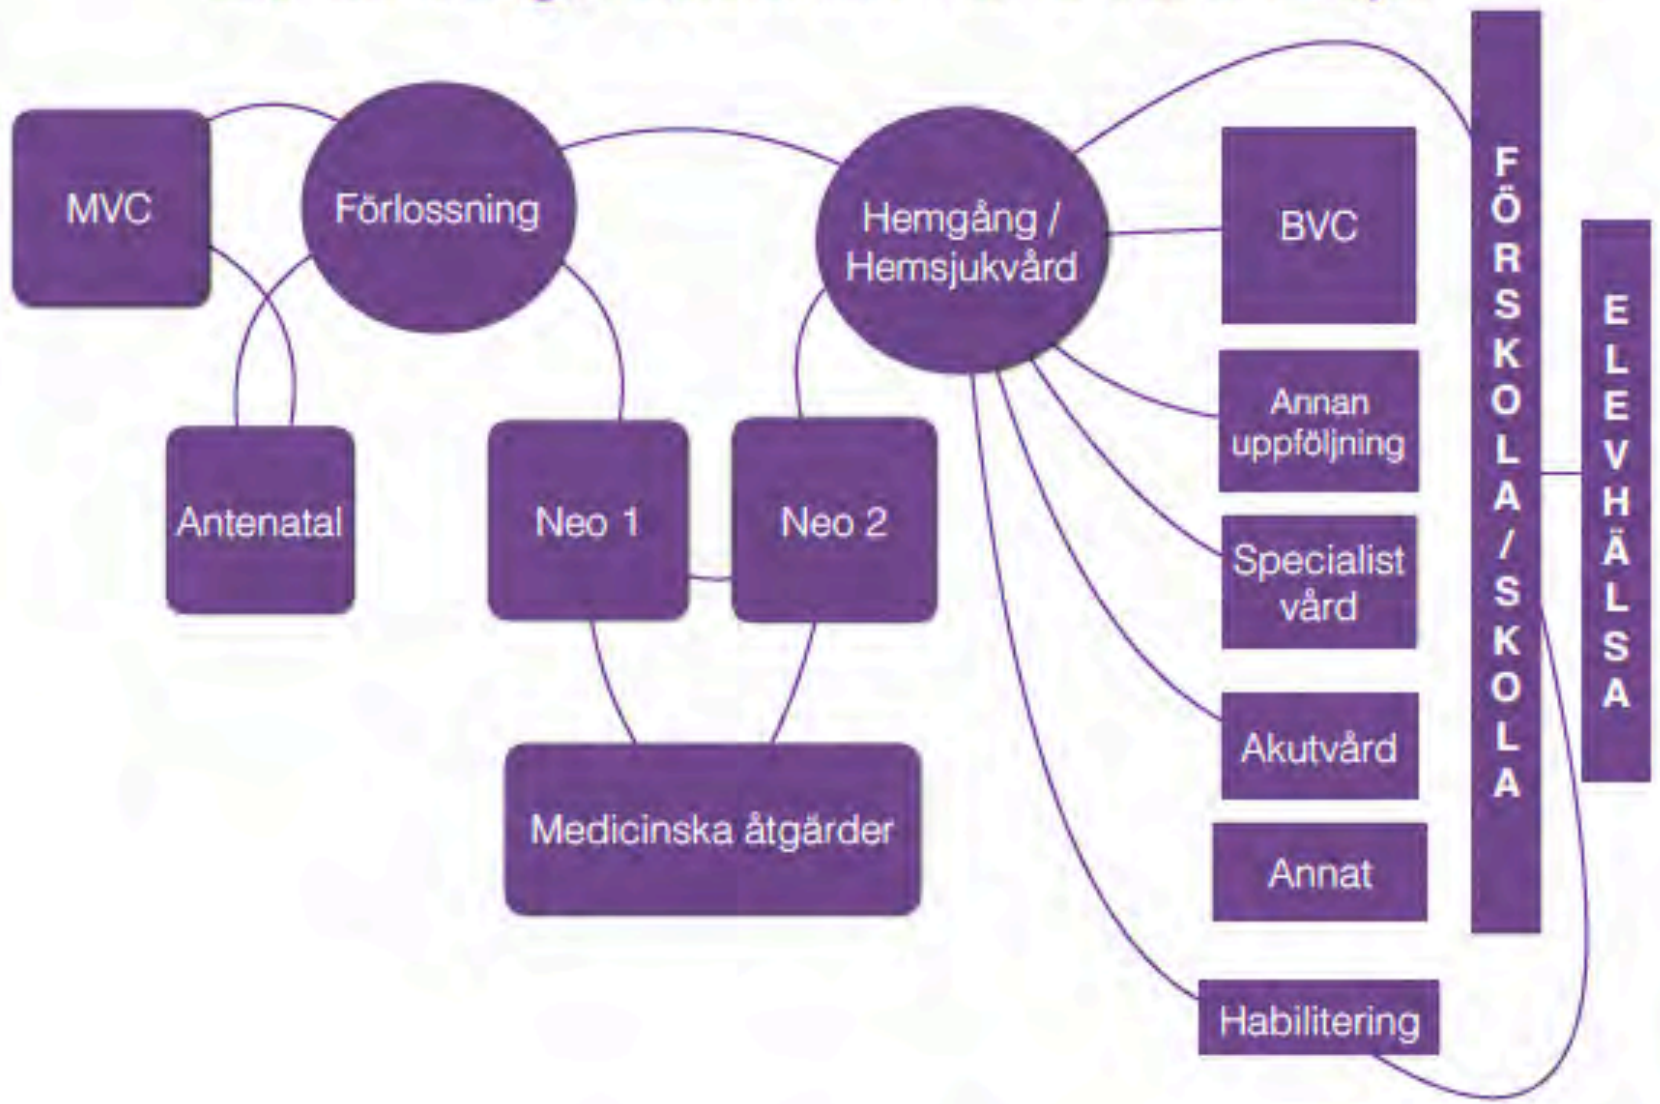 MVC
Förlossning
Hemgång /
Hemsjukvård
BVC
Antenatal
Neo 1
Neo 2
Annan
uppföljning
Specialist
vård
Medicinska åtgärder
Akutvård
Annat
Habilitering
FÖRSKOLA/SKOLA
ELEVHÄLSA